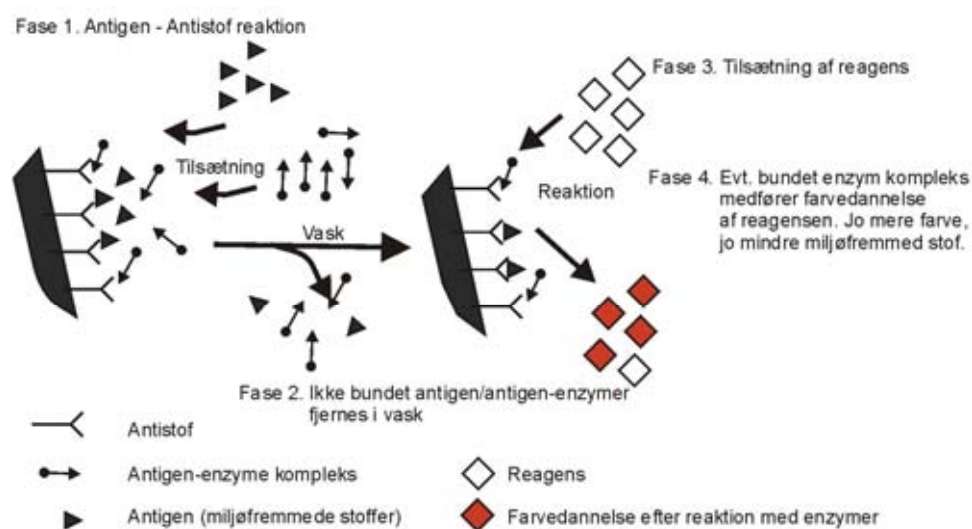 Fase 1. Antigen - Antistof reaktion
Fase 3. Tilsætning af reagens
Tilsætning
Reaktion
Fase 4. Evt. bundet enzym kompleks
medfører farvedannelse
af reagensen. Jo mere farve,
jo mindre miljøfremmed stof.
Vask
Fase 2. Ikke bundet antigen/antigen-enzymer
fjernes i vask
Antistof
Antigen-enzyme kompleks
Reagens
Antigen (miljøfremmede stoffer)
Farvedannelse efter reaktion med enzymer